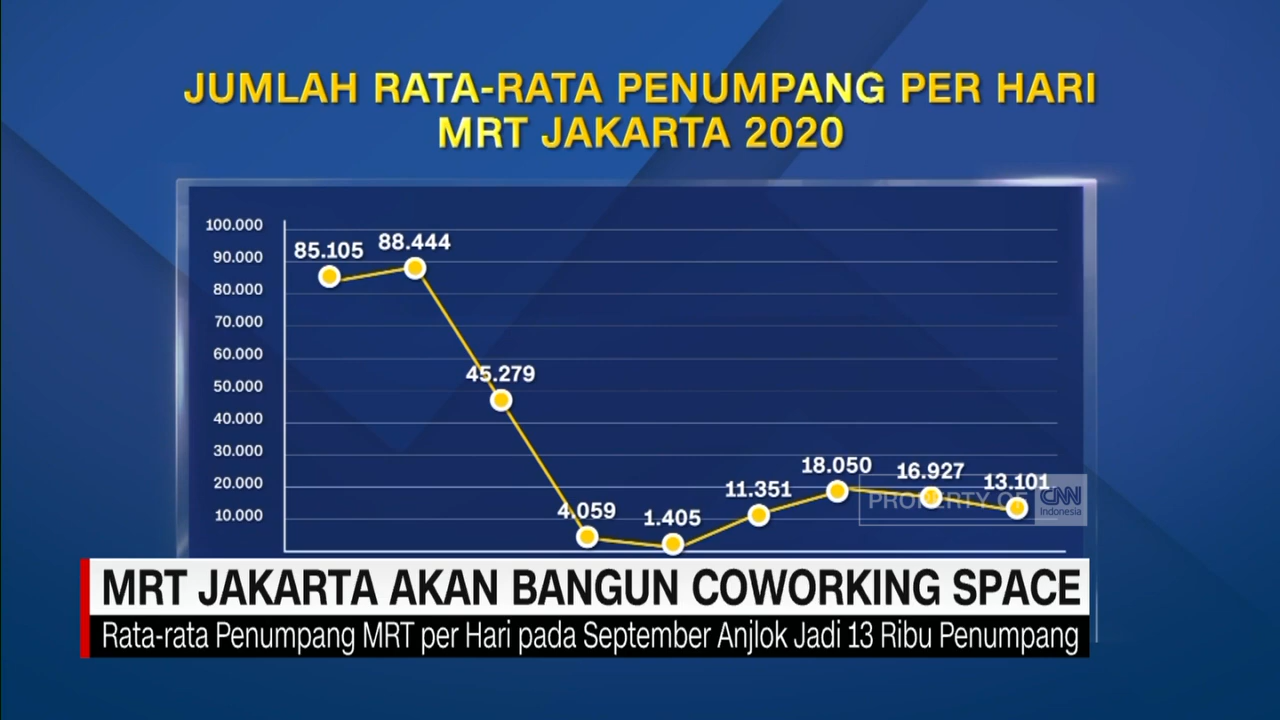 JUMLAH RATA-RATA PENUMPANG PER HARI
MRT JAKARTA 2020
100.000
90.000
80.000
70.000
60.000
50.000
40.000
30.000
20.000
10.000
85.105
88.444
45.279
4.059
1.405
11.351
18.050
16.927
13.101
PROPERTY OF
CNN
Indonesia
MRT JAKARTA AKAN BANGUN COWORKING SPACE
Rata-rata Penumpang MRT per Hari pada September Anjlok Jadi 13 Ribu Penumpang